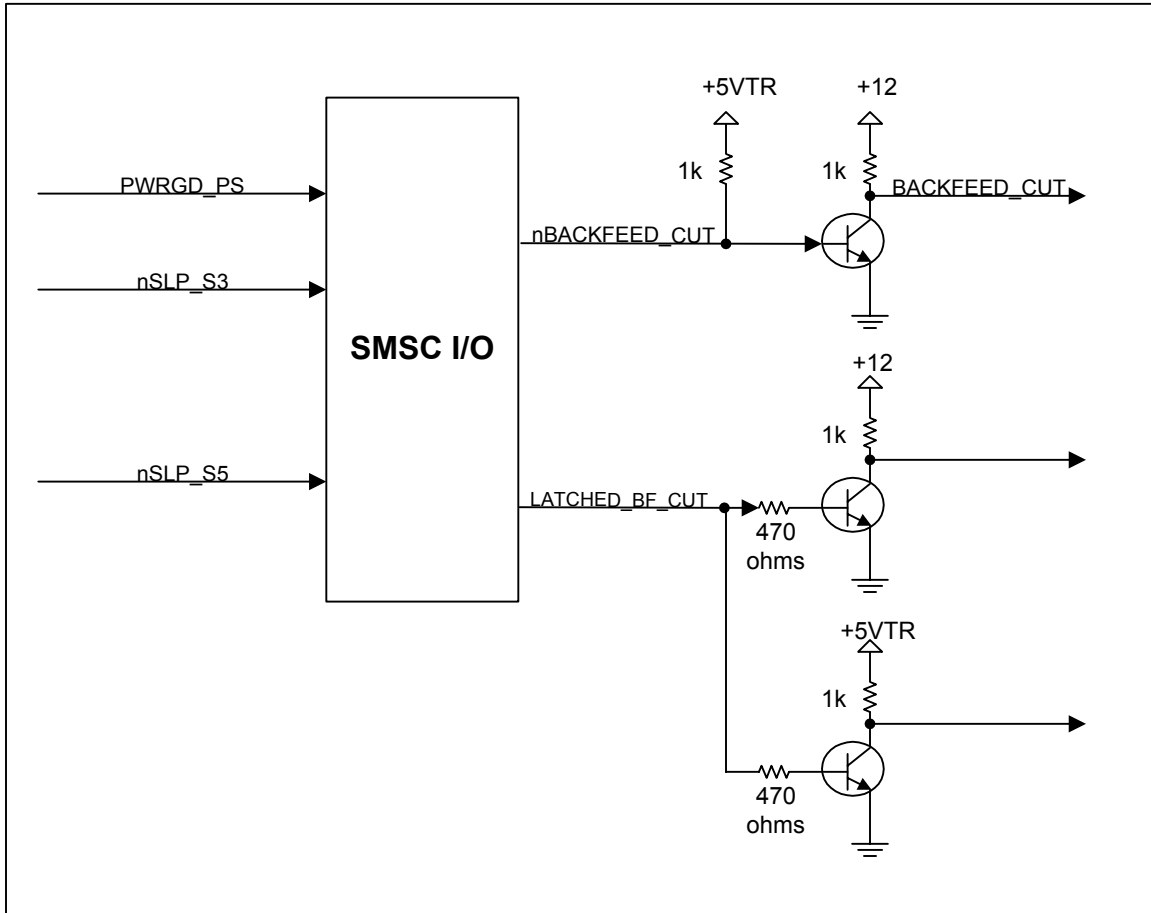 +5VTR
+12
1k
1k
PWRGD_PS
BACKFEED_CUT
nBACKFEED_CUT
nSLP_S3
SMSC I/O
+12
1k
nSLP_S5
LATCHED_BF_CUT
470
ohms
+5VTR
1k
470
ohms